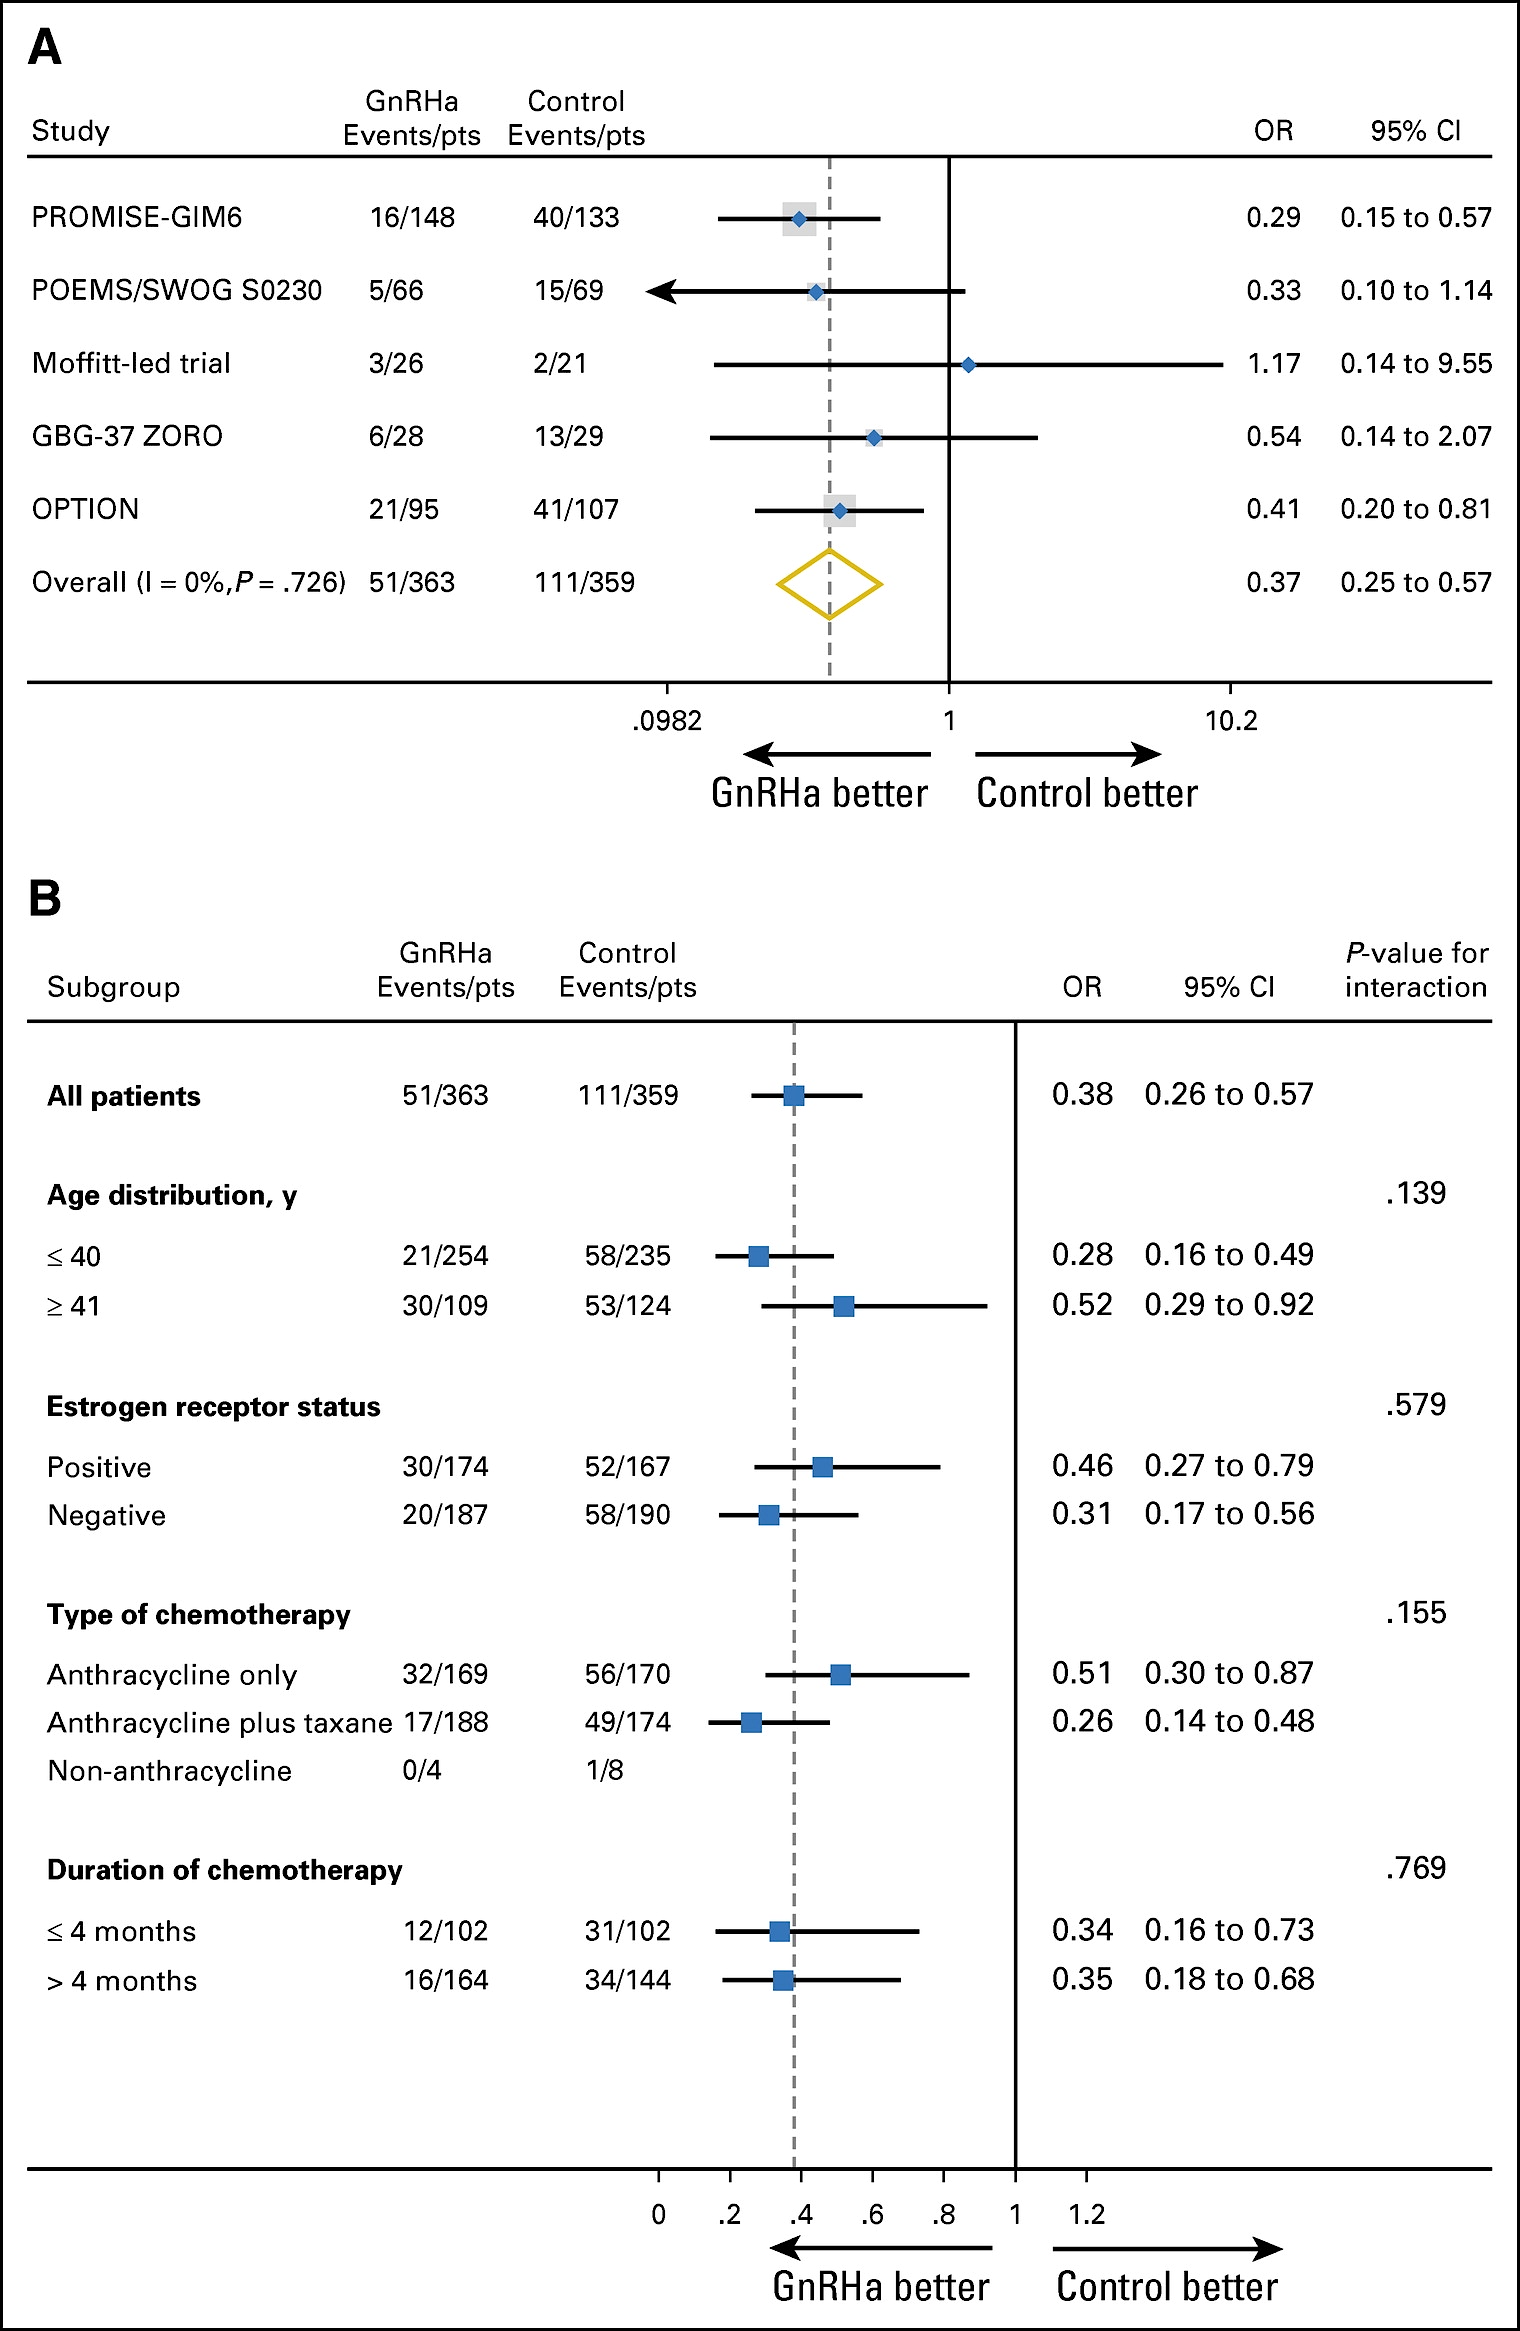 A
Study GnRHa Events/pts Control Events/pts OR 95% CI
PROMISE-GIM6 16/148 40/133 0.29 0.15 to 0.57
POEMS/SWOG S0230 5/66 15/69 0.33 0.10 to 1.14
Moffitt-led trial 3/26 2/21 1.17 0.14 to 9.55
GBG-37 ZORO 6/28 13/29 0.54 0.14 to 2.07
OPTION 21/95 41/107 0.41 0.20 to 0.81
Overall (I = 0%, P = .726) 51/363 111/359 0.37 0.25 to 0.57
.0982 1 10.2
GnRHa better Control better
B
Subgroup GnRHa Events/pts Control Events/pts OR 95% CI P-value for interaction
All patients 51/363 111/359 0.38 0.26 to 0.57
Age distribution, y .139
≤ 40 21/254 58/235 0.28 0.16 to 0.49
≥ 41 30/109 53/124 0.52 0.29 to 0.92
Estrogen receptor status .579
Positive 30/174 52/167 0.46 0.27 to 0.79
Negative 20/187 58/190 0.31 0.17 to 0.56
Type of chemotherapy .155
Anthracycline only 32/169 56/170 0.51 0.30 to 0.87
Anthracycline plus taxane 17/188 49/174 0.26 0.14 to 0.48
Non-anthracycline 0/4 1/8
Duration of chemotherapy .769
≤ 4 months 12/102 31/102 0.34 0.16 to 0.73
> 4 months 16/164 34/144 0.35 0.18 to 0.68
0 .2 .4 .6 .8 1 1.2
GnRHa better Control better